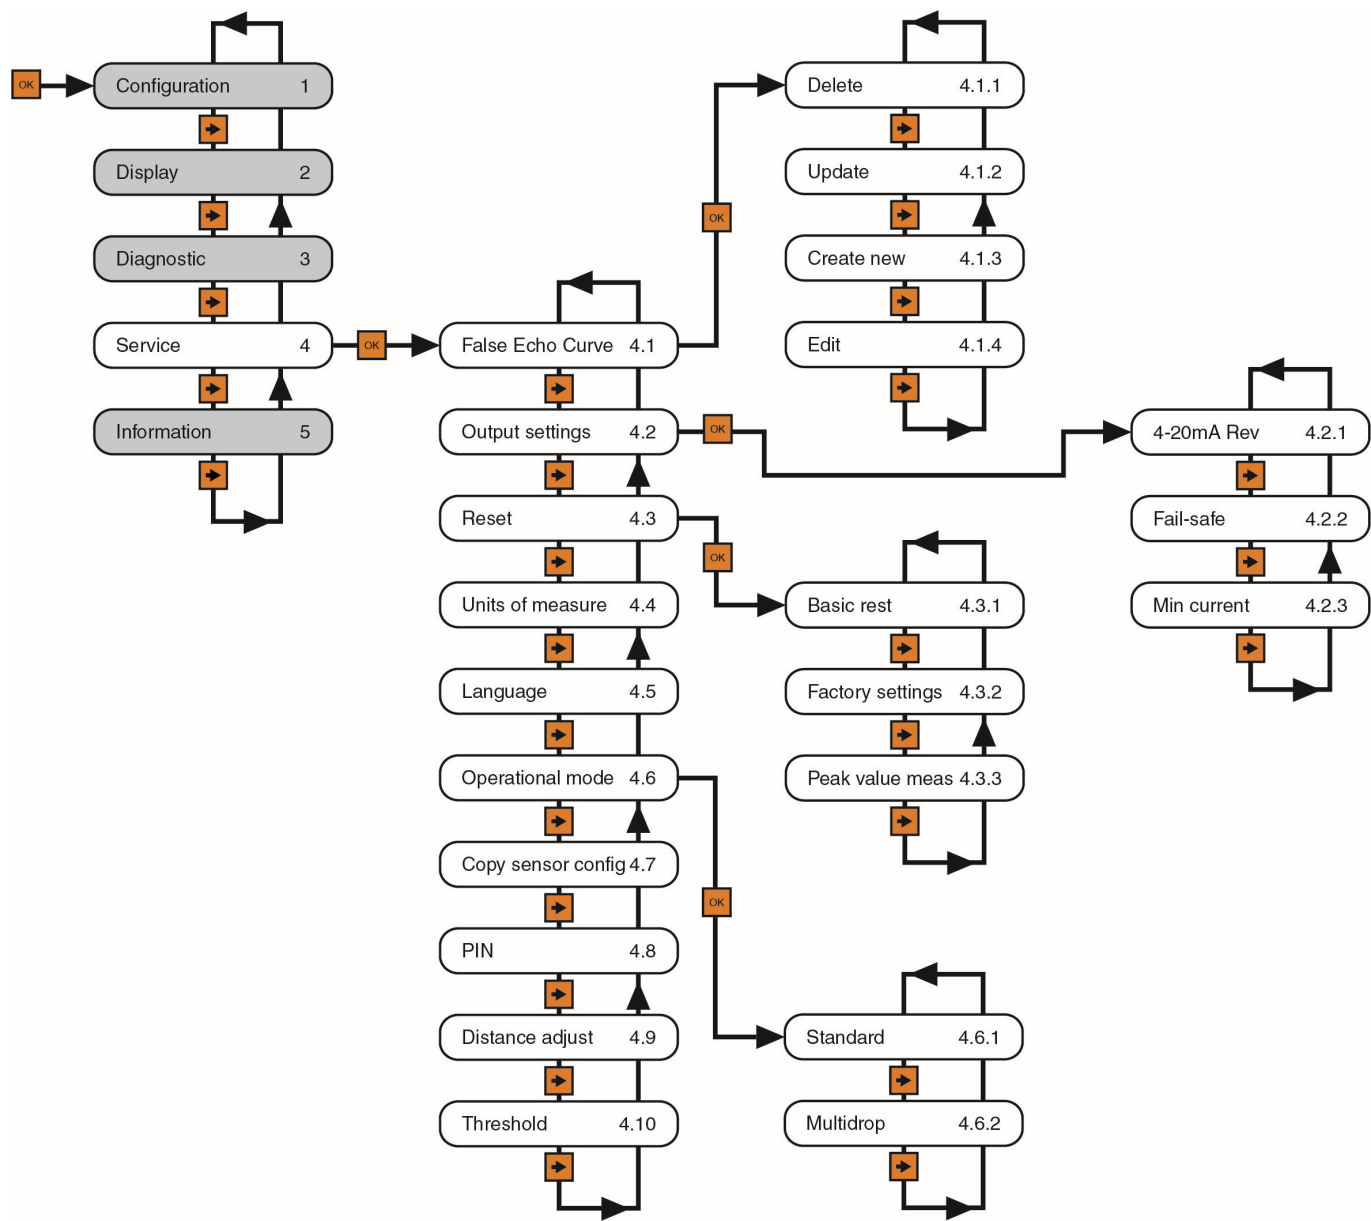 OK
Configuration 1
Display 2
Diagnostic 3
Service 4
Information 5
OK
False Echo Curve 4.1
Output settings 4.2
Reset 4.3
Units of measure 4.4
Language 4.5
Operational mode 4.6
Copy sensor config 4.7
PIN 4.8
Distance adjust 4.9
Threshold 4.10
OK
Delete 4.1.1
Update 4.1.2
Create new 4.1.3
Edit 4.1.4
OK
4-20mA Rev 4.2.1
Fail-safe 4.2.2
Min current 4.2.3
OK
Basic rest 4.3.1
Factory settings 4.3.2
Peak value meas 4.3.3
OK
Standard 4.6.1
Multidrop 4.6.2